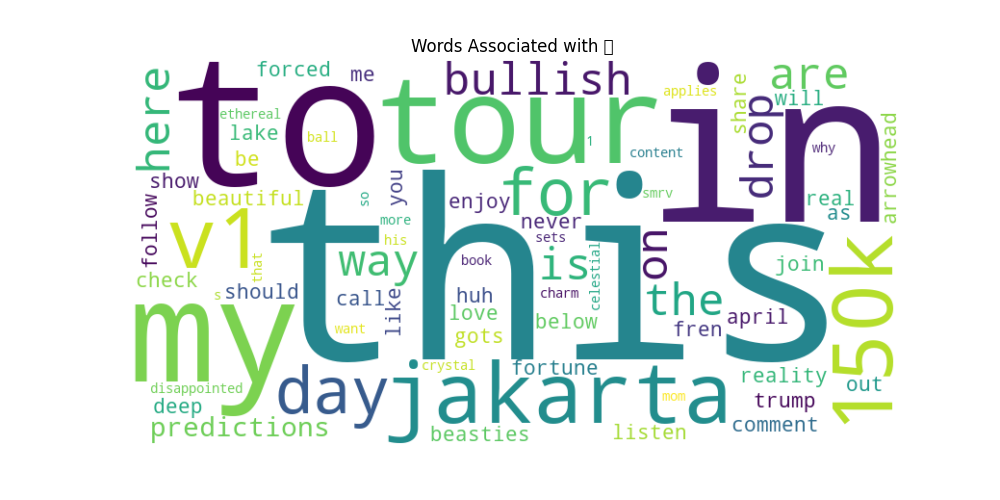 Words Associated with
forced me bullish are applies
here to tour in share will
ethereal lake ball 1 content drop why arrowhead
be show beautiful you for smrv real as
follow v1 so enjoy never
more his sets on
that way book is celestial join 150k
check s should call like huh charm the
my this love below fren april
want gots
crystal fortune reality out
disappointed day jakarta mom trump
deep predictions beasties listen comment